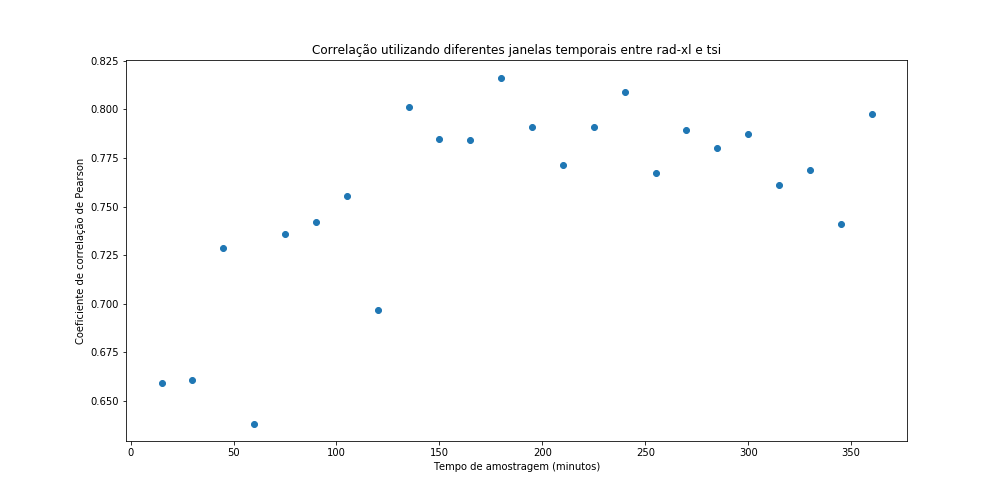 Correlação utilizando diferentes janelas temporais entre rad-xl e tsi
Coeficiente de correlação de Pearson
0.825
0.800
0.775
0.750
0.725
0.700
0.675
0.650
0 50 100 150 200 250 300 350
Tempo de amostragem (minutos)